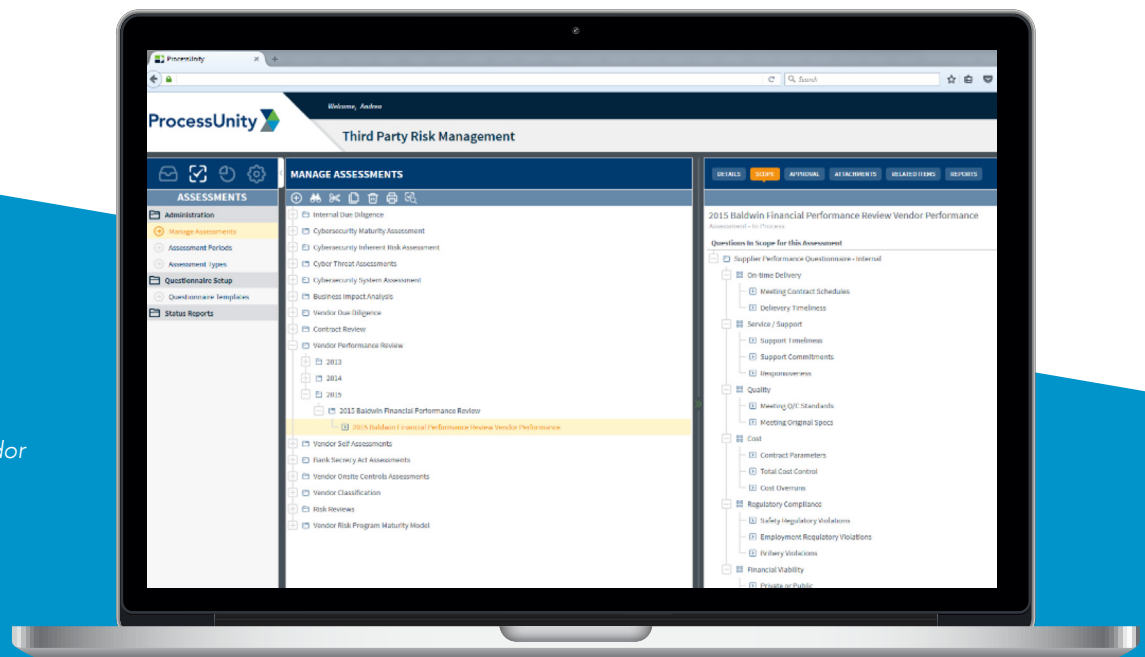 ProcessUnity
Search
ProcessUnity
Welcome, Andrea
Third Party Risk Management
ASSESSMENTS
Administration
Manage Assessments
Assessment Periods
Assessment Types
Questionnaire Setup
Questionnaire Templates
Status Reports
MANAGE ASSESSMENTS
Internal Due Diligence
Cybersecurity Maturity Assessment
Cybersecurity Inherent Risk Assessment
Cyber Threat Assessments
Cybersecurity System Assessment
Business Impact Analysis
Vendor Due Diligence
Contract Review
Vendor Performance Review
2013
2014
2015
2015 Baldwin Financial Performance Review
2015 Baldwin Financial Performance Review Vendor Performance
Vendor Self Assessments
Bank Secrecy Act Assessments
Vendor Onsite Controls Assessments
Vendor Classification
Risk Reviews
Vendor Risk Program Maturity Model
DETAILS SCOPE APPROVAL ATTACHMENTS RELATED ITEMS REPORTS
2015 Baldwin Financial Performance Review Vendor Performance
Assessment - In Process
Questions In Scope for this Assessment
Supplier Performance Questionnaire - Internal
On-time Delivery
Meeting Contract Schedules
Delievery Timeliness
Service / Support
Support Timeliness
Support Commitments
Responsiveness
Quality
Meeting Q/C Standards
Meeting Original Specs
Cost
Contract Parameters
Total Cost Control
Cost Overruns
Regulatory Compliance
Safety Regulatory Violations
Employment Regulatory Violations
Bribery Violations
Financial Viability
Private or Public
dor